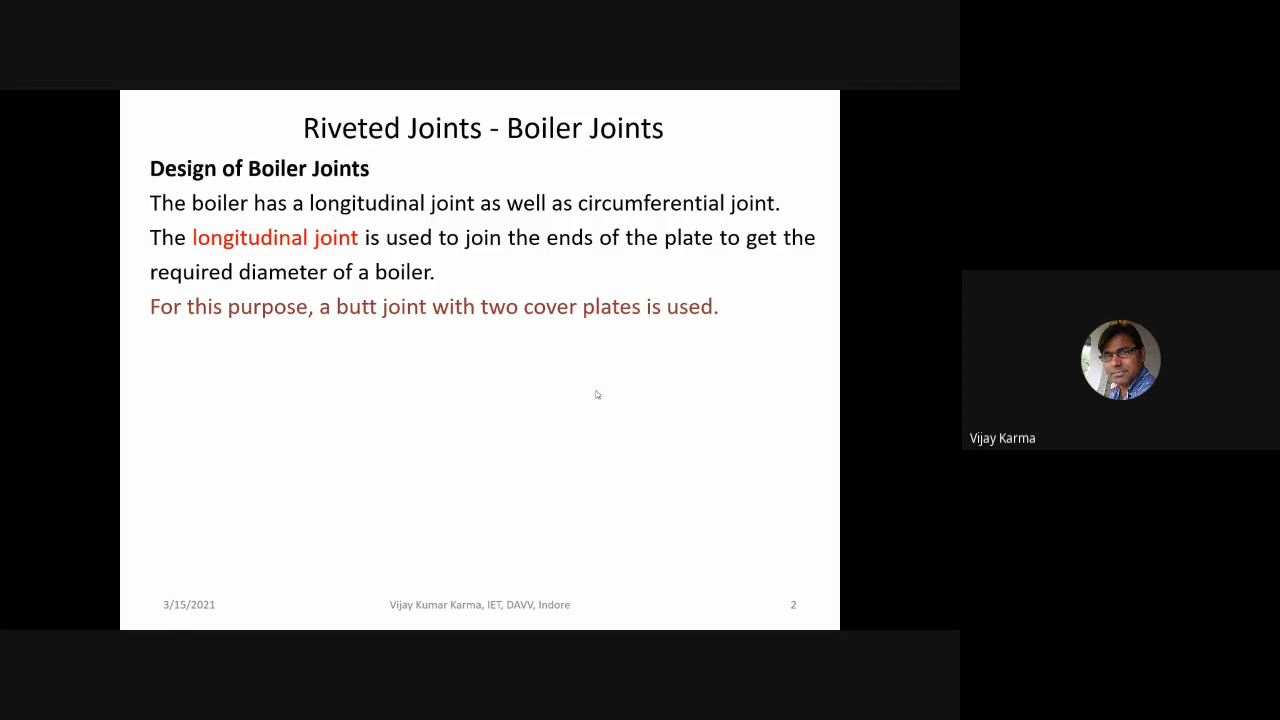 Riveted Joints - Boiler Joints
Design of Boiler Joints
The boiler has a longitudinal joint as well as circumferential joint.
The longitudinal joint is used to join the ends of the plate to get the
required diameter of a boiler.
For this purpose, a butt joint with two cover plates is used.
Vijay Karma
3/15/2021
Vijay Kumar Karma, IET, DAVV, Indore
2